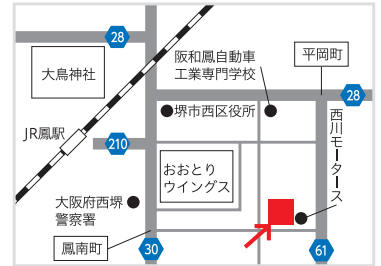 28
大鳥神社
阪和鳳自動車
工業専門学校
平岡町
28
堺市西区役所
JR鳳駅
210
おおとり
ウイングス
西川モータース
大阪府西堺
警察署
鳳南町
30
61